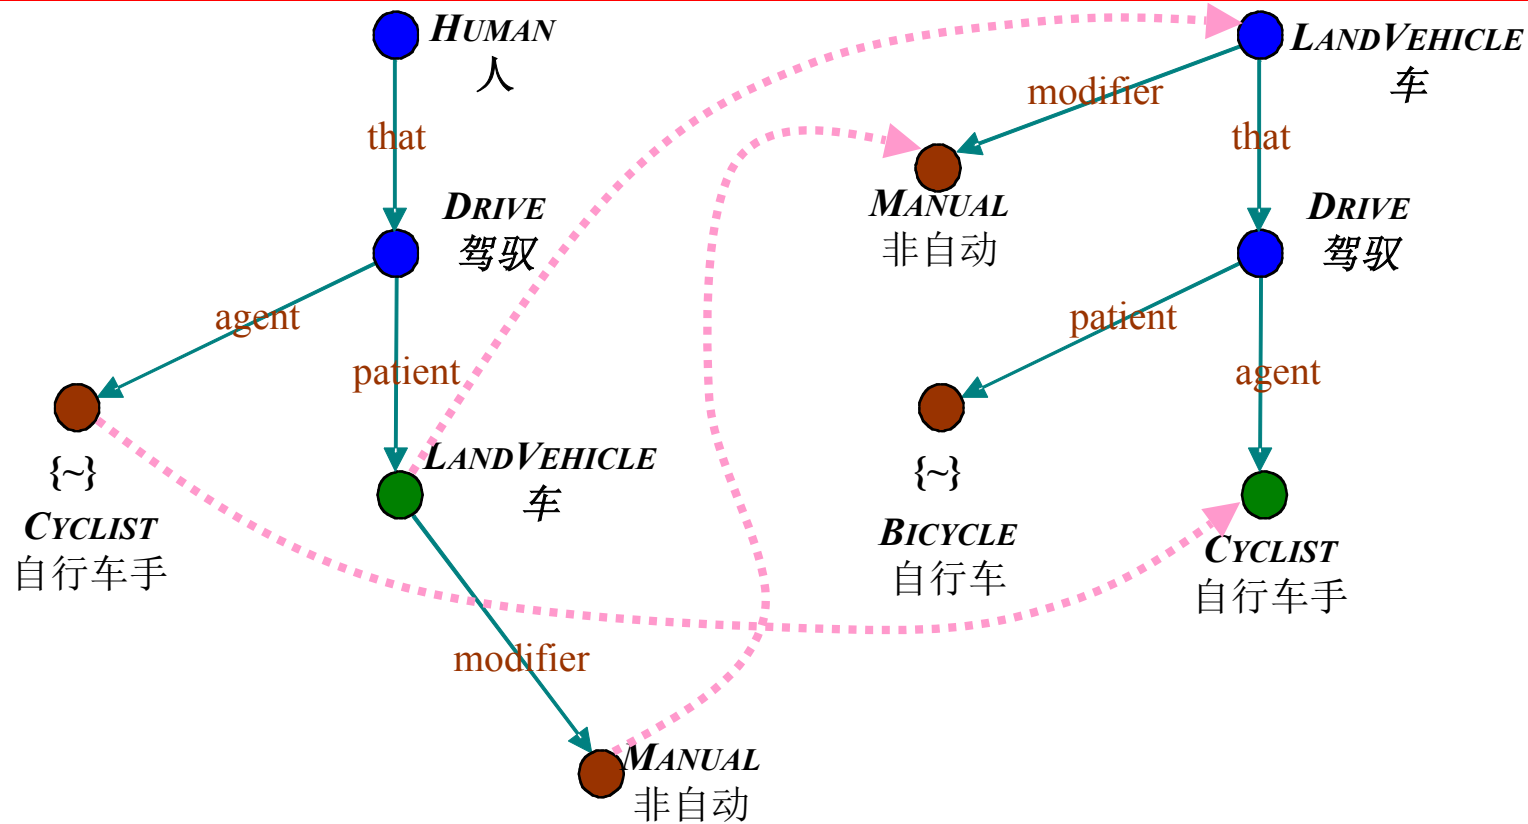 HUMAN
人
that
DRIVE
驾驭
agent
patient
{~}
CYCLIST
自行车手
LANDVEHICLE
车
modifier
MANUAL
非自动
LANDVEHICLE
车
modifier
that
MANUAL
非自动
DRIVE
驾驭
patient
agent
{~}
BICYCLE
自行车
CYCLIST
自行车手